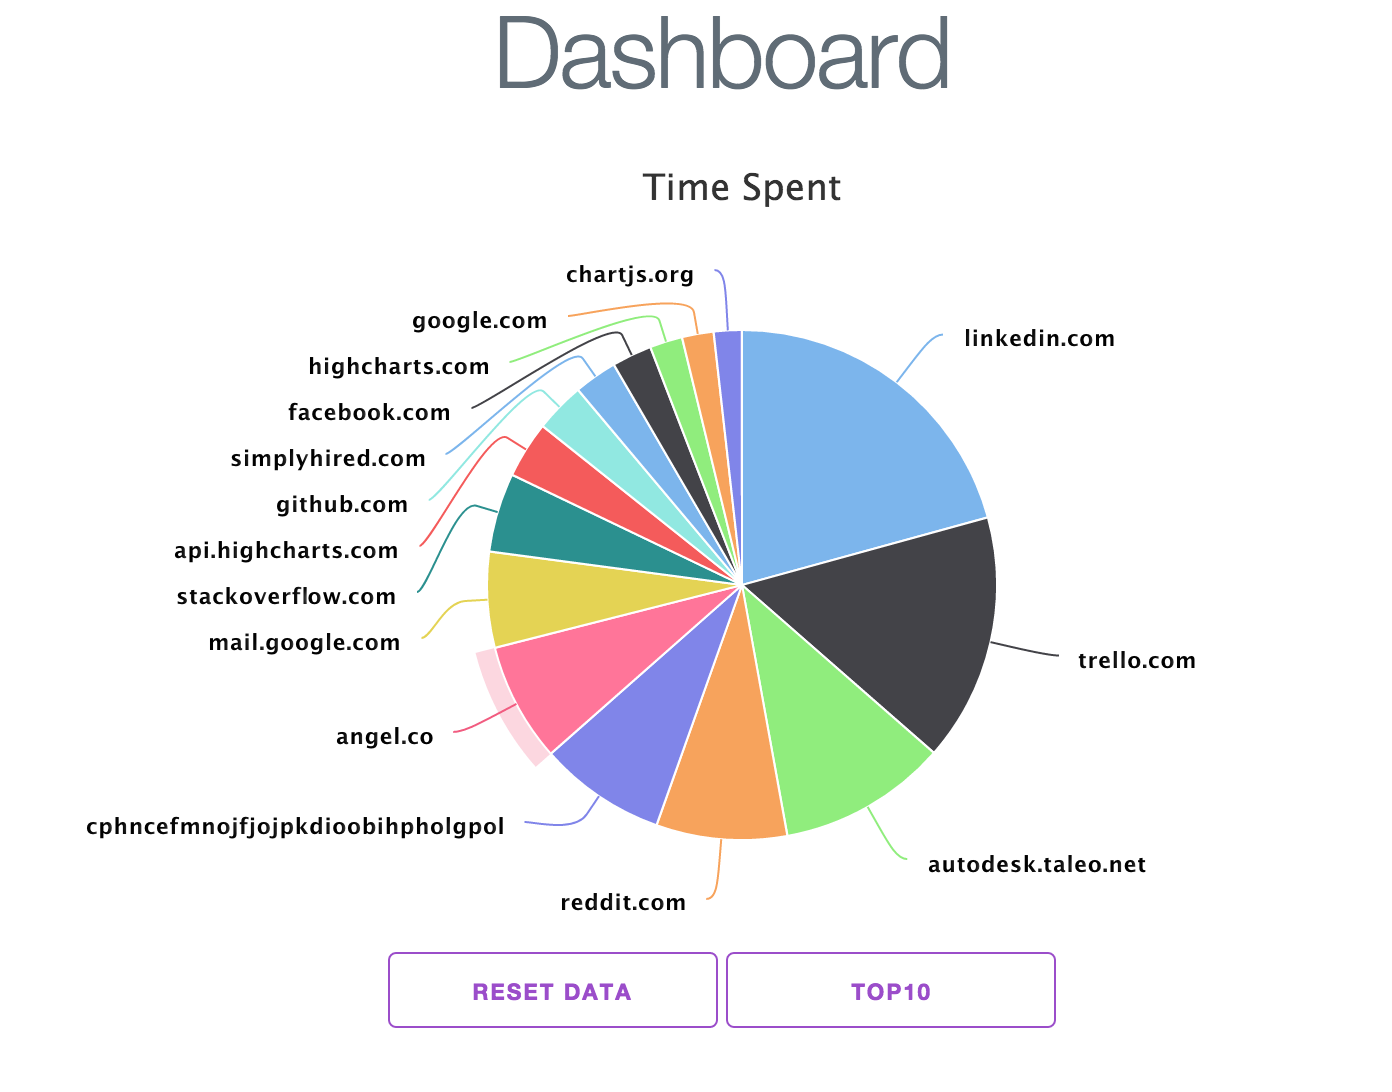 Dashboard
Time Spent
chartjs.org
google.com
linkedin.com
highcharts.com
facebook.com
simplyhired.com
github.com
api.highcharts.com
stackoverflow.com
mail.google.com
trello.com
angel.co
cphncefmnojfjojpkdioobihpholgpol
autodesk.taleo.net
reddit.com
RESET DATA
TOP10